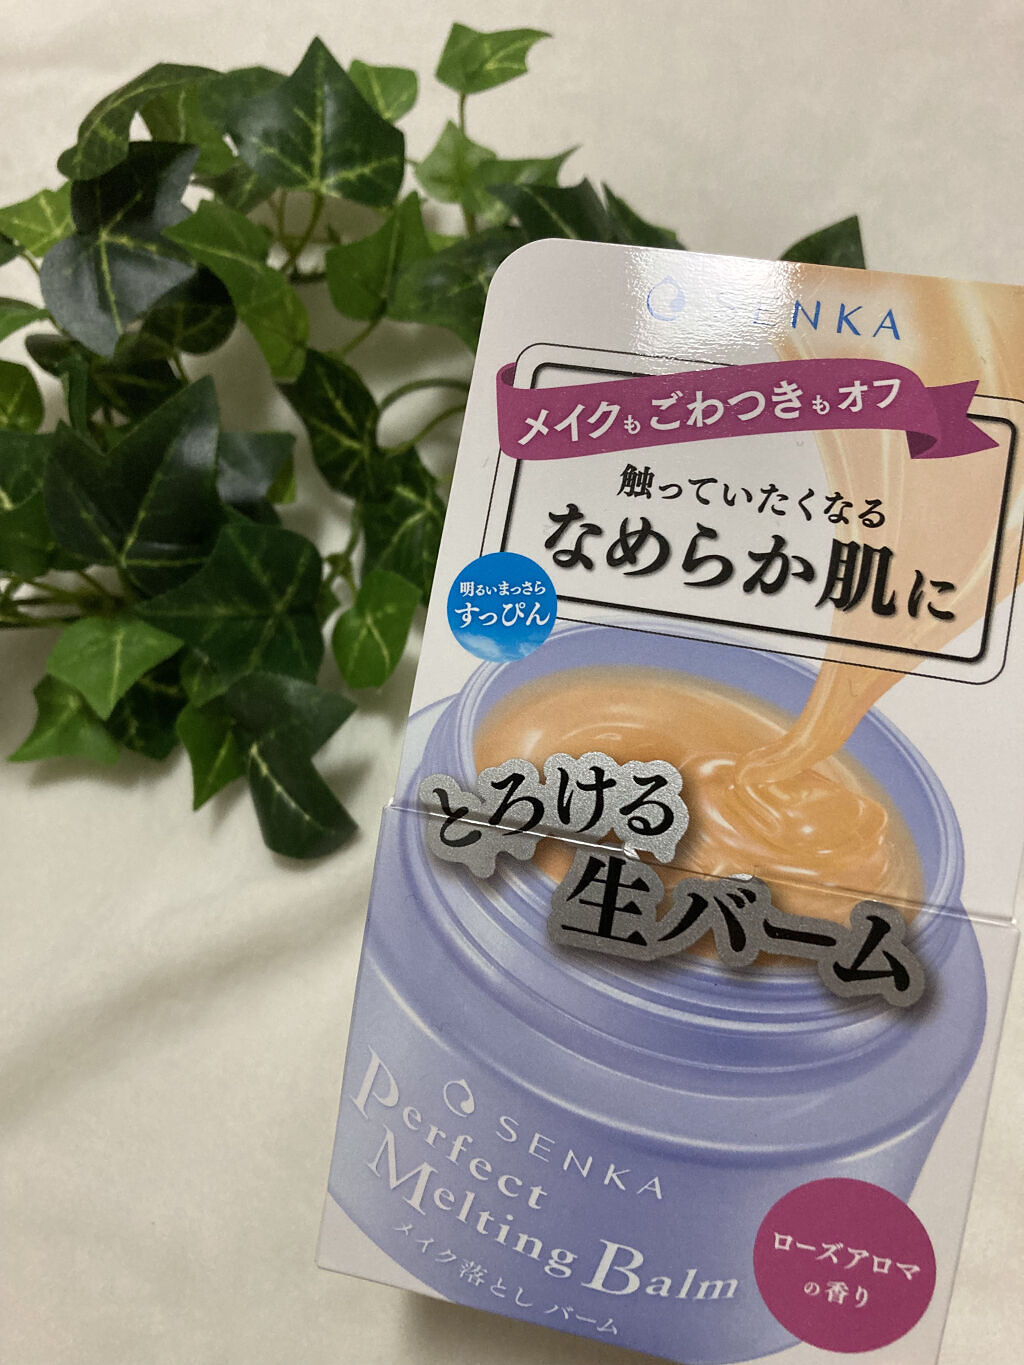 SENKA
メイクもごわつきもオフ
触っていたくなる
なめらか肌に
明るいまっさら
すっぴん
とろける
生バーム
SENKA
Perfect
Melting Balm
メイク落とし バーム
ローズアロマ
の香り